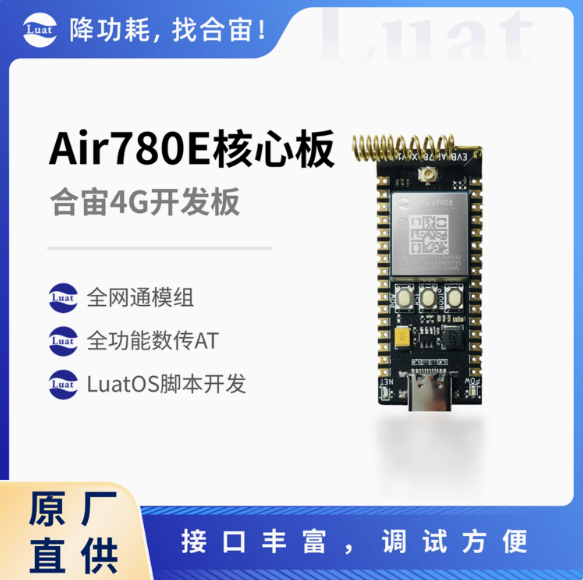 Luat
降功耗, 找合宙!
Luat
Air780E核心板
合宙4G开发板
Luat 全网通模组
Luat 全功能数传AT
Luat LuatOS脚本开发
NET
POW
原厂
直供
接口丰富，调试方便